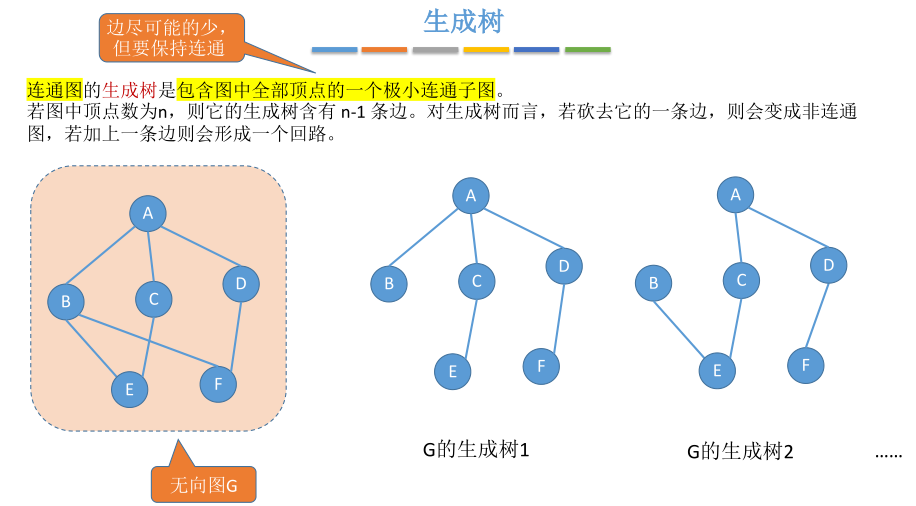 生成树
边尽可能的少，
但要保持连通
连通图的生成树是包含图中全部顶点的一个极小连通子图。
若图中顶点数为n，则它的生成树含有 n-1 条边。对生成树而言，若砍去它的一条边，则会变成非连通
图，若加上一条边则会形成一个回路。
A
B
C
D
E
F
无向图G
A
B
C
D
E
F
G的生成树1
A
B
C
D
E
F
G的生成树2
……